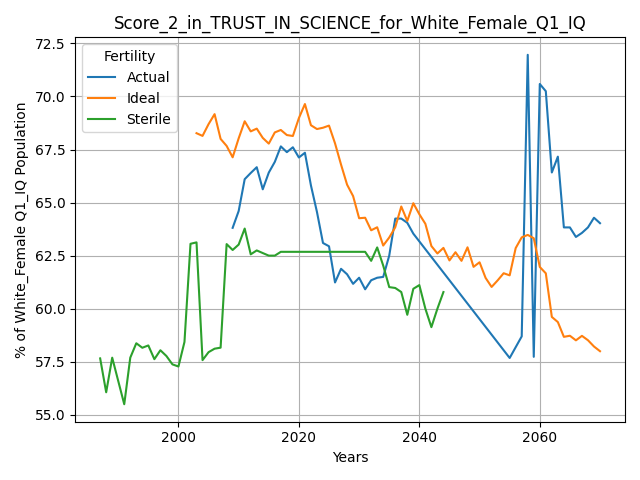 Score_2_in_TRUST_IN_SCIENCE_for_White_Female_Q1_IQ
Fertility
Actual
Ideal
Sterile
72.5
70.0
67.5
65.0
62.5
60.0
57.5
55.0
% of White_Female Q1_IQ Population
2000
2020
2040
2060
Years